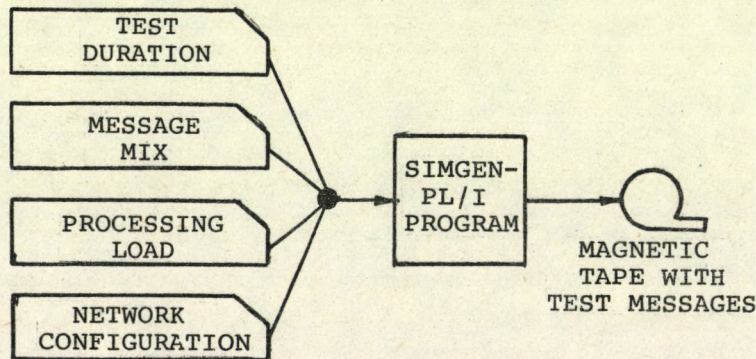 TEST
DURATION
MESSAGE
MIX
PROCESSING
LOAD
NETWORK
CONFIGURATION
SIMGEN-
PL/I
PROGRAM
MAGNETIC
TAPE WITH
TEST MESSAGES